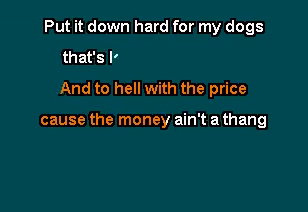 Put it down hard for my dogs
that's
And to hell with the price
cause the money ain't a thang